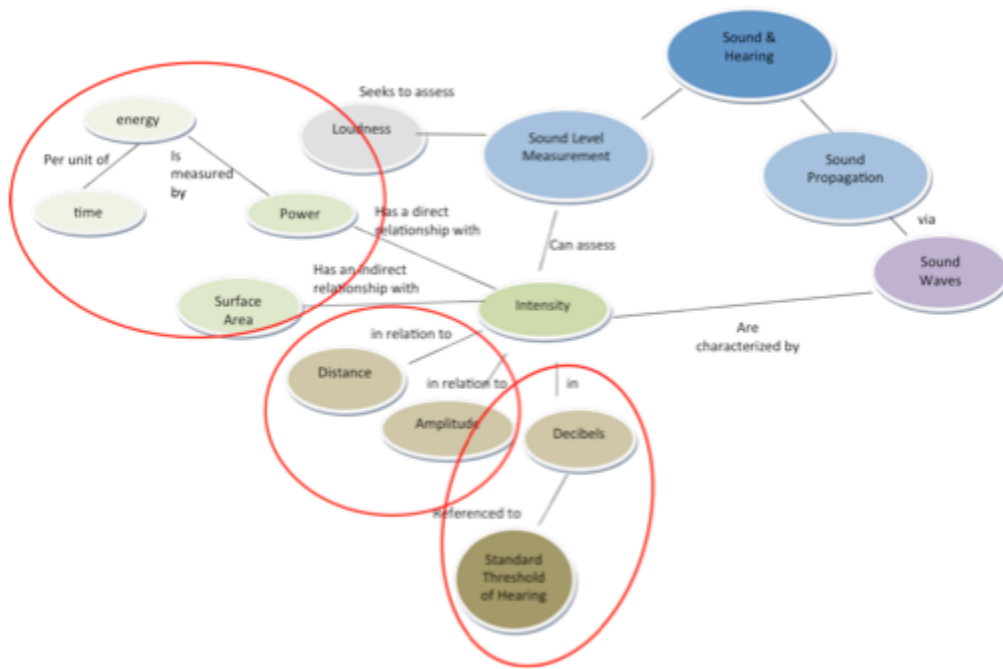 Sound &
Hearing
Seeks to assess
Loudness
Sound Level
Measurement
Sound
Propagation
via
Sound
Waves
energy
Per unit of
Is
measured
by
time
Power
Has a direct
relationship with
Can assess
Has an indirect
relationship with
Surface
Area
Intensity
Are
characterized by
in relation to
Distance
in relation to
in
Amplitude
Decibels
Referenced to
Standard
Threshold
of Hearing